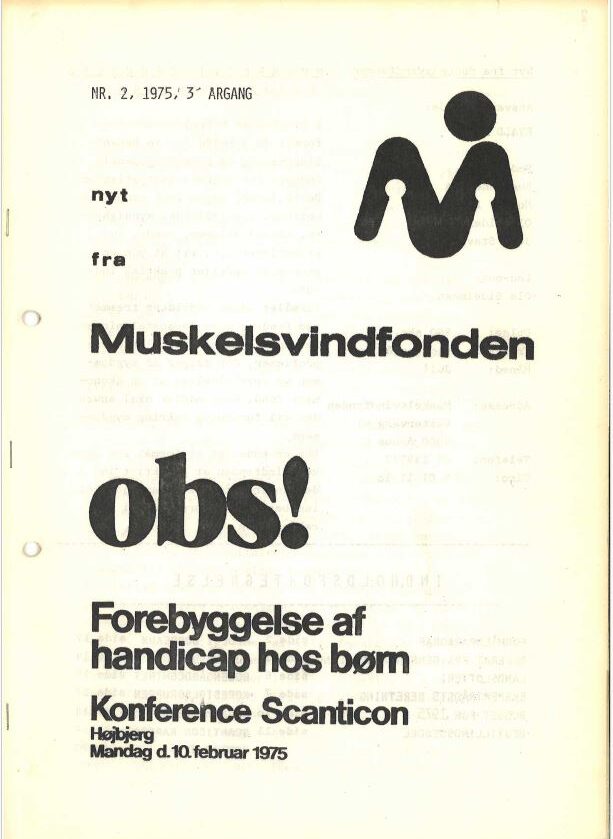 NR. 2, 1975, 3' ARGANG
nyt
fra
Muskelsvindfonden
obs!
Forebyggelse af
handicap hos børn
Konference Scanticon
Højbjerg
Mandag d. 10. februar 1975